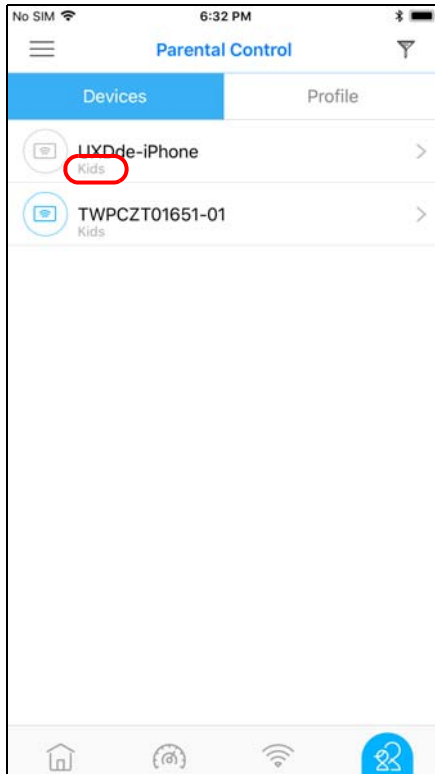 No SIM 6:32 PM
Parental Control
Devices Profile
UXDde-iPhone
Kids
TWPCZT01651-01
Kids